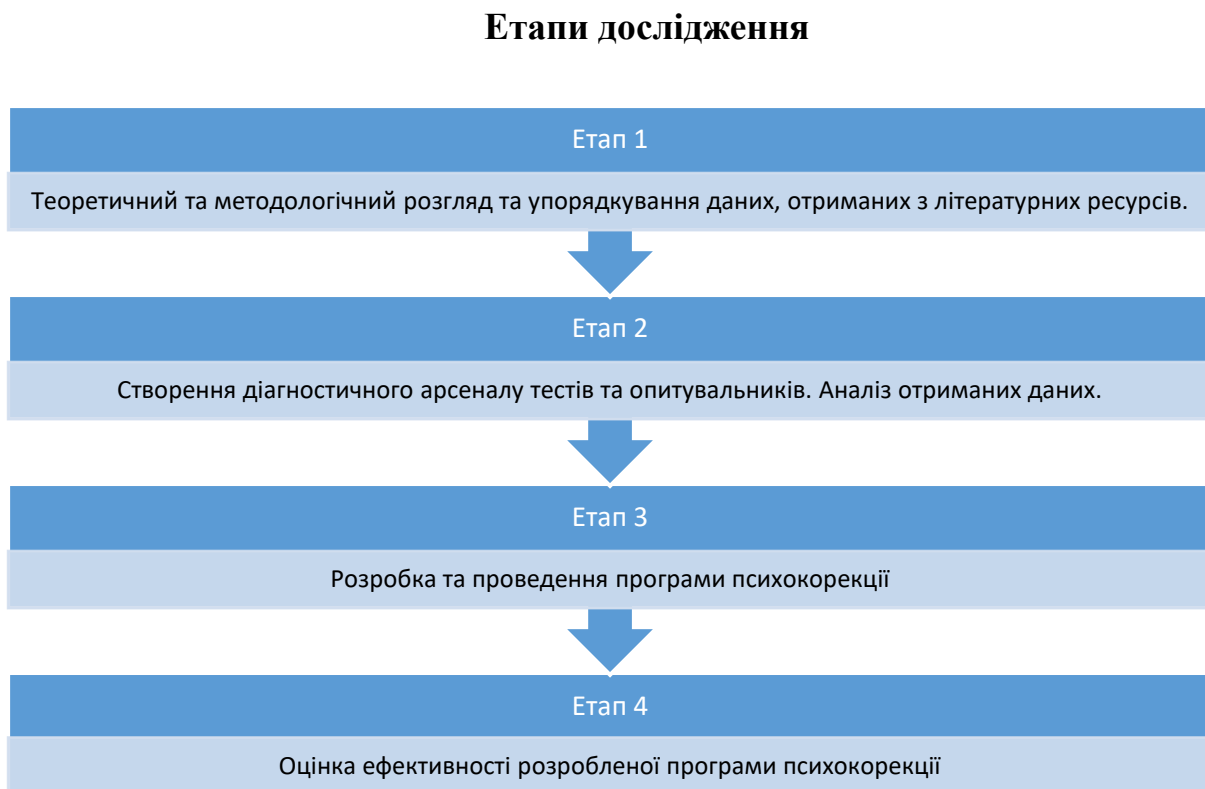 Етапи дослідження
Етап 1
Теоретичний та методологічний розгляд та упорядкування даних, отриманих з літературних ресурсів.
Етап 2
Створення діагностичного арсеналу тестів та опитувальників. Аналіз отриманих даних.
Етап 3
Розробка та проведення програми психокорекції
Етап 4
Оцінка ефективності розробленої програми психокорекції